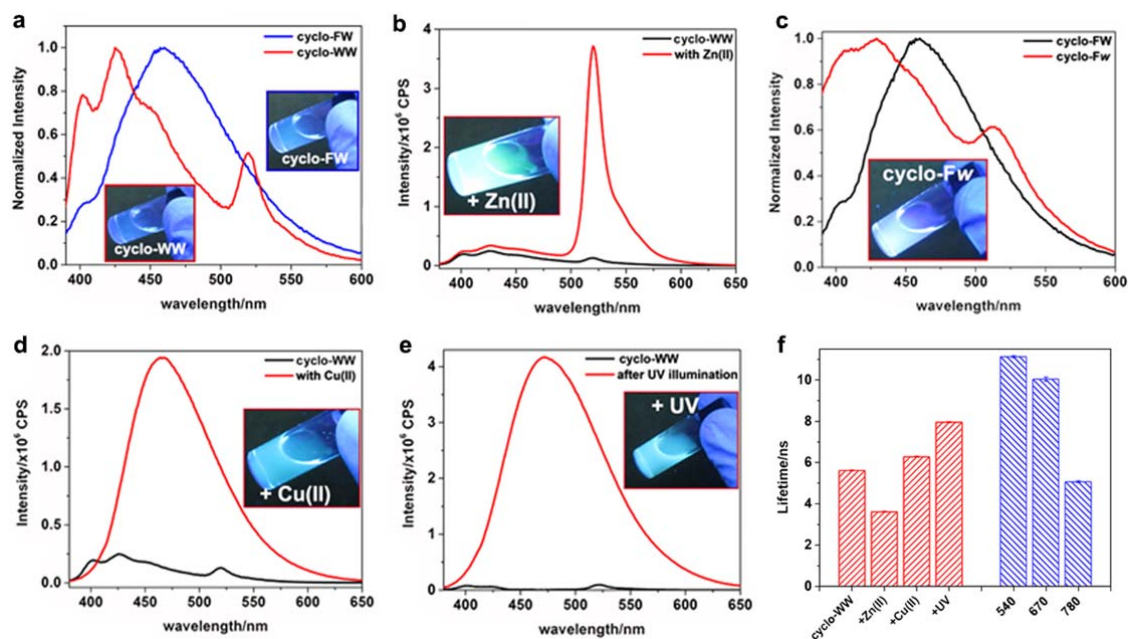 a
Normalized Intensity
1.0
0.8
0.6
0.4
0.2
0.0
400 450 500 550 600
wavelength/nm
cyclo-FW
cyclo-WW
cyclo-FW
cyclo-WW
b
Intensity/x10⁶ CPS
4
3
2
1
0
400 450 500 550 600 650
wavelength/nm
cyclo-WW
with Zn(II)
+ Zn(II)
c
Normalized Intensity
1.0
0.8
0.6
0.4
0.2
0.0
400 450 500 550 600
wavelength/nm
cyclo-FW
cyclo-Fw
cyclo-Fw
d
Intensity/x10⁶ CPS
2.0
1.5
1.0
0.5
0.0
400 450 500 550 600 650
wavelength/nm
cyclo-WW
with Cu(II)
+ Cu(II)
e
Intensity/x10⁶ CPS
4
3
2
1
0
400 450 500 550 600 650
wavelength/nm
cyclo-WW
after UV illumination
+ UV
f
Lifetime/ns
10
8
6
4
2
0
cyclo-WW
+Zn(II)
+Cu(II)
+UV
540
670
780